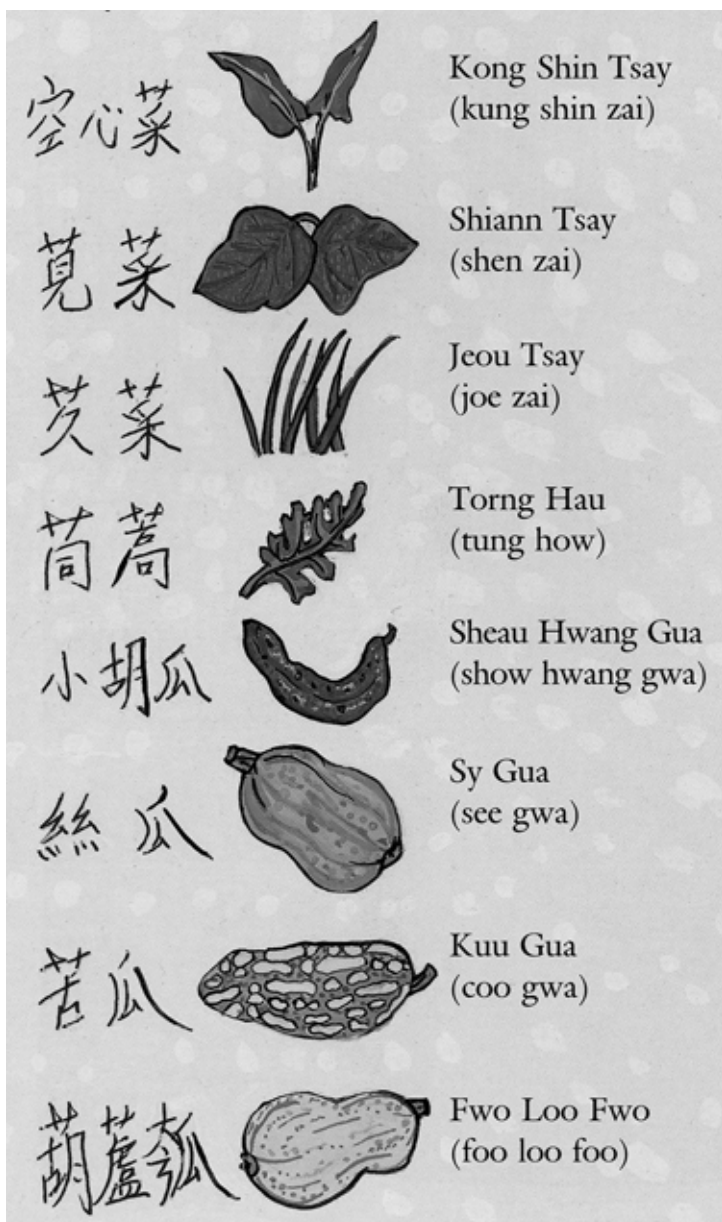 空心菜
Kong Shin Tsay
(kung shin zai)
莧菜
Shiann Tsay
(shen zai)
菜
Jeou Tsay
(joe zai)
茼蒿
Torng Hau
(tung how)
小胡瓜
Sheau Hwang Gua
(show hwang gwa)
絲瓜
Sy Gua
(see gwa)
苦瓜
Kuu Gua
(coo gwa)
葫蘆瓠
Fwo Loo Fwo
(foo loo foo)